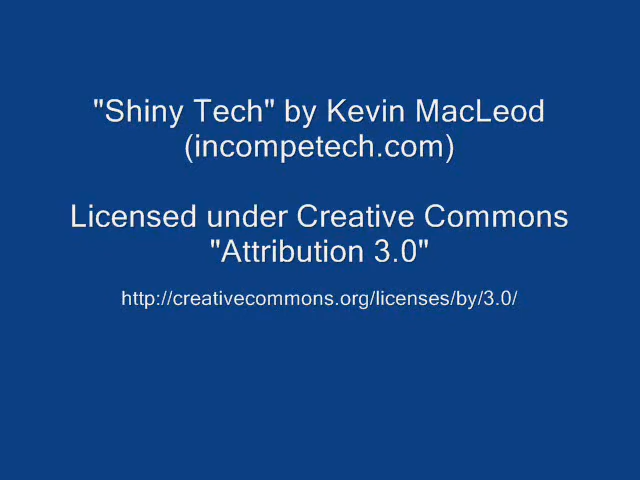 "Shiny Tech" by Kevin MacLeod
(incompetech.com)
Licensed under Creative Commons
"Attribution 3.0"
http://creativecommons.org/licenses/by/3.0/